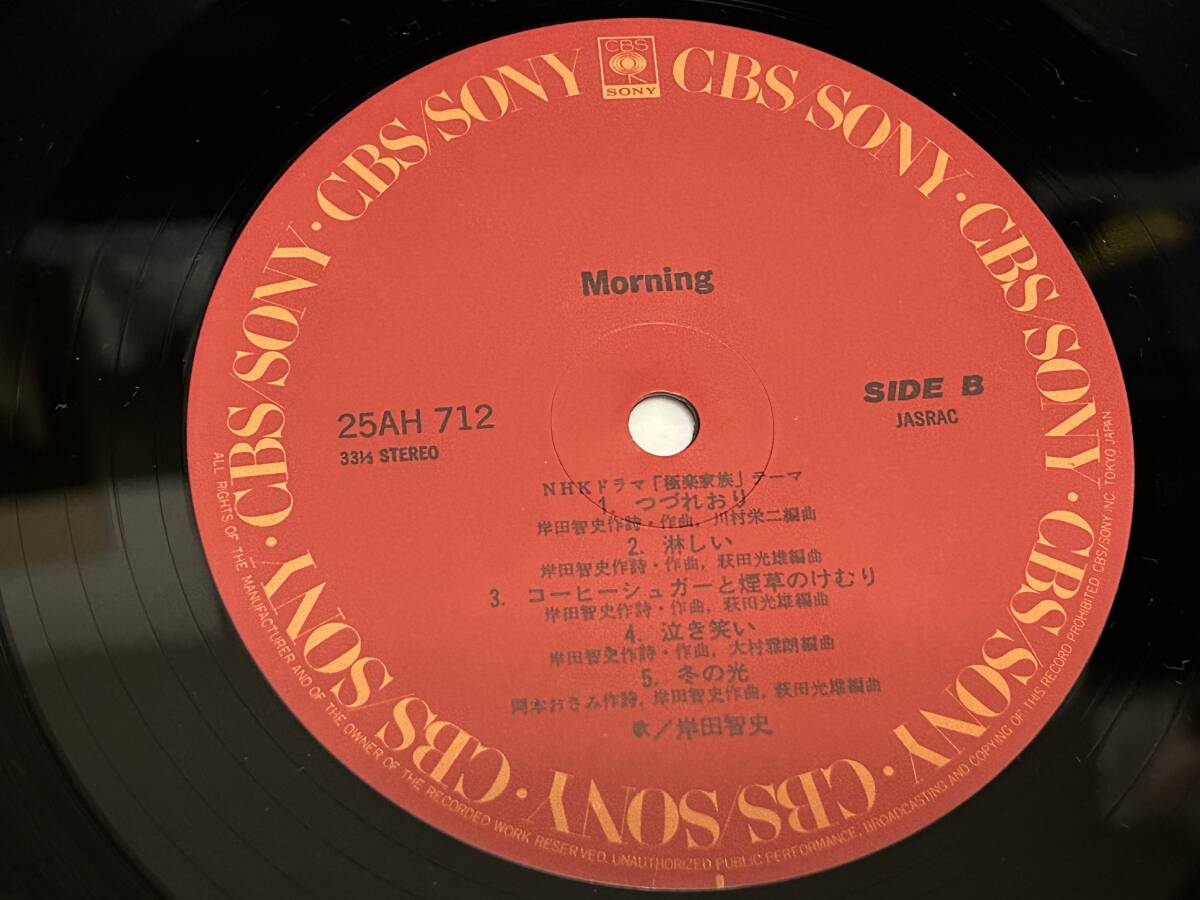 CBS
SONY
CBS/SONY · CBS/SONY · CBS/SONY · CBS/SONY · CBS/SONY · CBS/SONY · CBS/SONY · CBS/SONY · CBS/SONY
Morning
25AH 712
33⅓ STEREO
SIDE B
JASRAC
NHKドラマ「極楽家族」テーマ
1. つづれおり
岸田智史作詩・作曲, 川村栄二編曲
2. 淋しい
岸田智史作詩・作曲, 萩田光雄編曲
3. コーヒーシュガーと煙草のけむり
岸田智史作詩・作曲, 萩田光雄編曲
4. 泣き笑い
岸田智史作詩・作曲, 大村雅朗編曲
5. 冬の光
岡本おさみ作詩, 岸田智史作曲, 萩田光雄編曲
歌／岸田智史
ALL RIGHTS OF THE MANUFACTURER AND OF THE OWNER OF THE RECORDED WORK RESERVED. UNAUTHORIZED PUBLIC PERFORMANCE, BROADCASTING AND COPYING OF THIS RECORD PROHIBITED CBS/SONY INC. TOKYO JAPAN